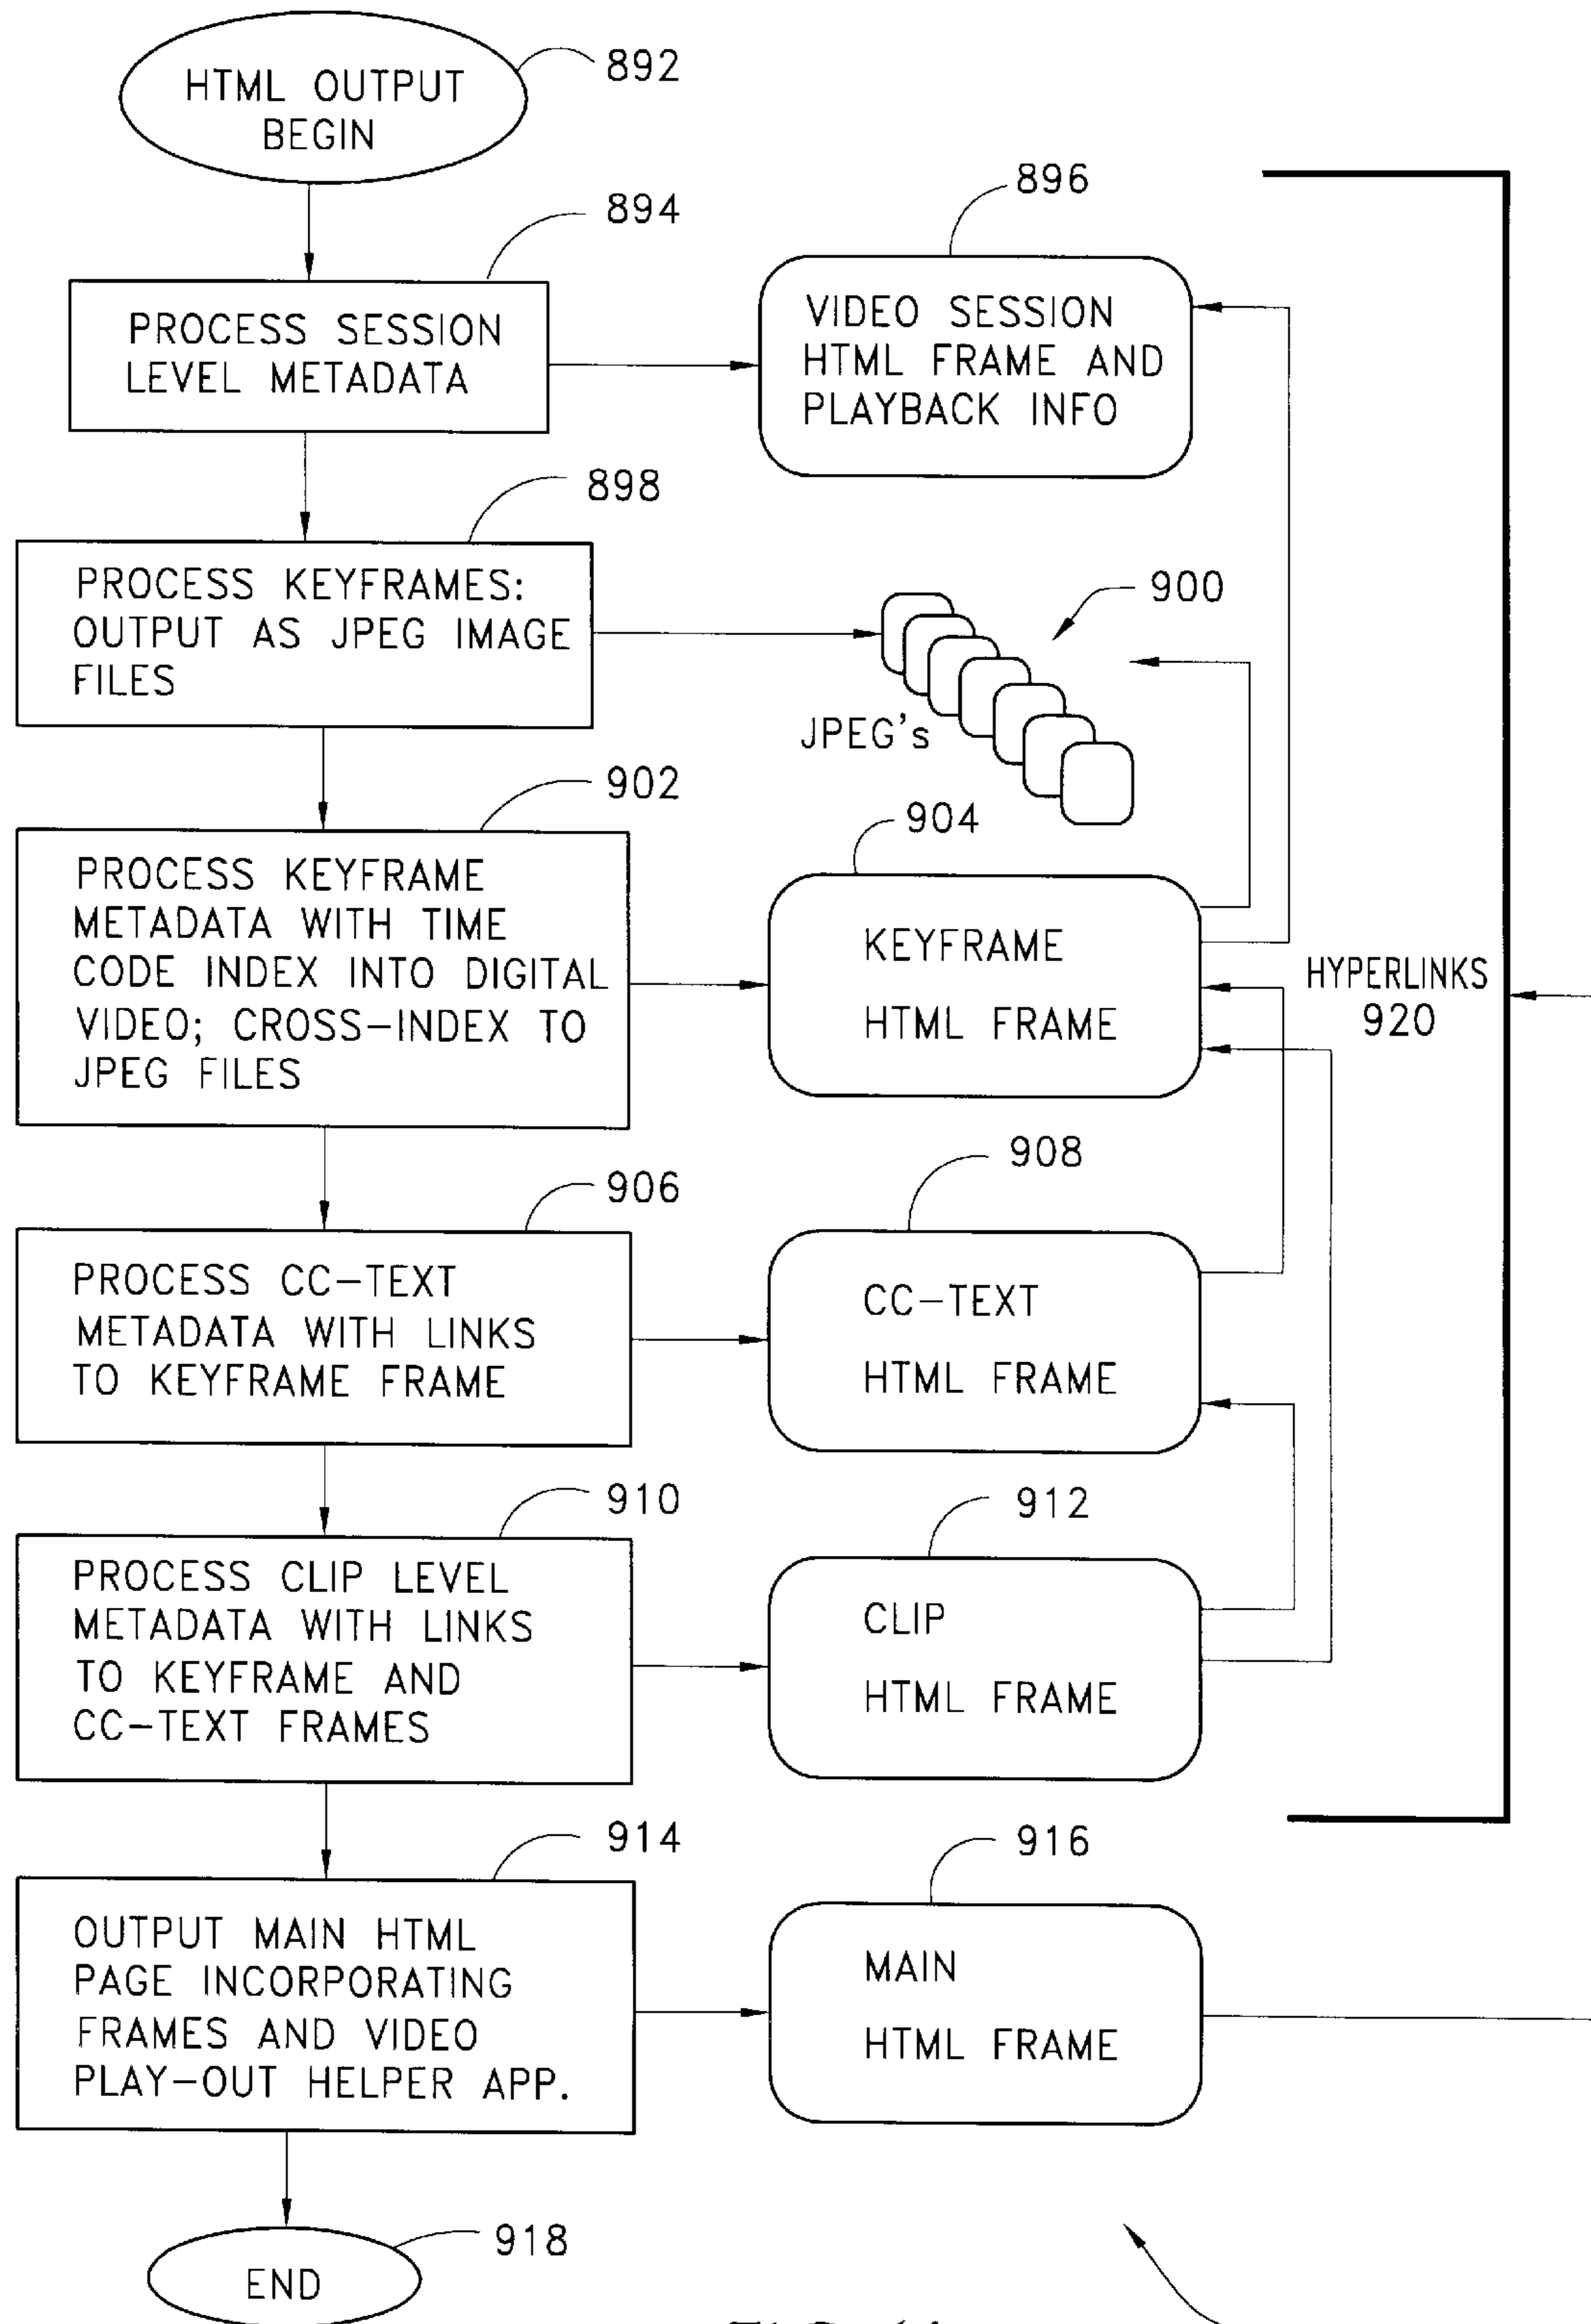 HTML OUTPUT
BEGIN
892
894
PROCESS SESSION
LEVEL METADATA
896
VIDEO SESSION
HTML FRAME AND
PLAYBACK INFO
898
PROCESS KEYFRAMES:
OUTPUT AS JPEG IMAGE
FILES
900
JPEG's
902
PROCESS KEYFRAME
METADATA WITH TIME
CODE INDEX INTO DIGITAL
VIDEO; CROSS-INDEX TO
JPEG FILES
904
KEYFRAME
HTML FRAME
HYPERLINKS
920
906
PROCESS CC-TEXT
METADATA WITH LINKS
TO KEYFRAME FRAME
908
CC-TEXT
HTML FRAME
910
PROCESS CLIP LEVEL
METADATA WITH LINKS
TO KEYFRAME AND
CC-TEXT FRAMES
912
CLIP
HTML FRAME
914
OUTPUT MAIN HTML
PAGE INCORPORATING
FRAMES AND VIDEO
PLAY-OUT HELPER APP.
916
MAIN
HTML FRAME
918
END